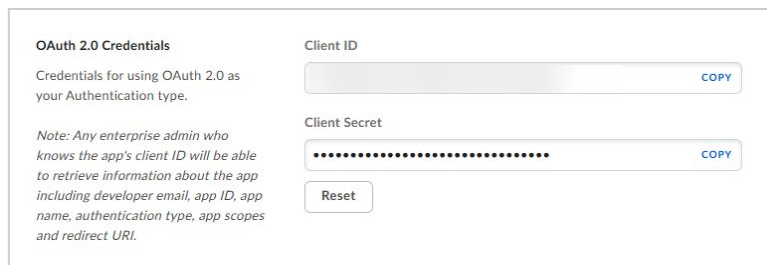 OAuth 2.0 Credentials
Credentials for using OAuth 2.0 as
your Authentication type.
Note: Any enterprise admin who
knows the app's client ID will be able
to retrieve information about the app
including developer email, app ID, app
name, authentication type, app scopes
and redirect URI.
Client ID
COPY
Client Secret
••••••••••••••••••••••••••••••••
COPY
Reset